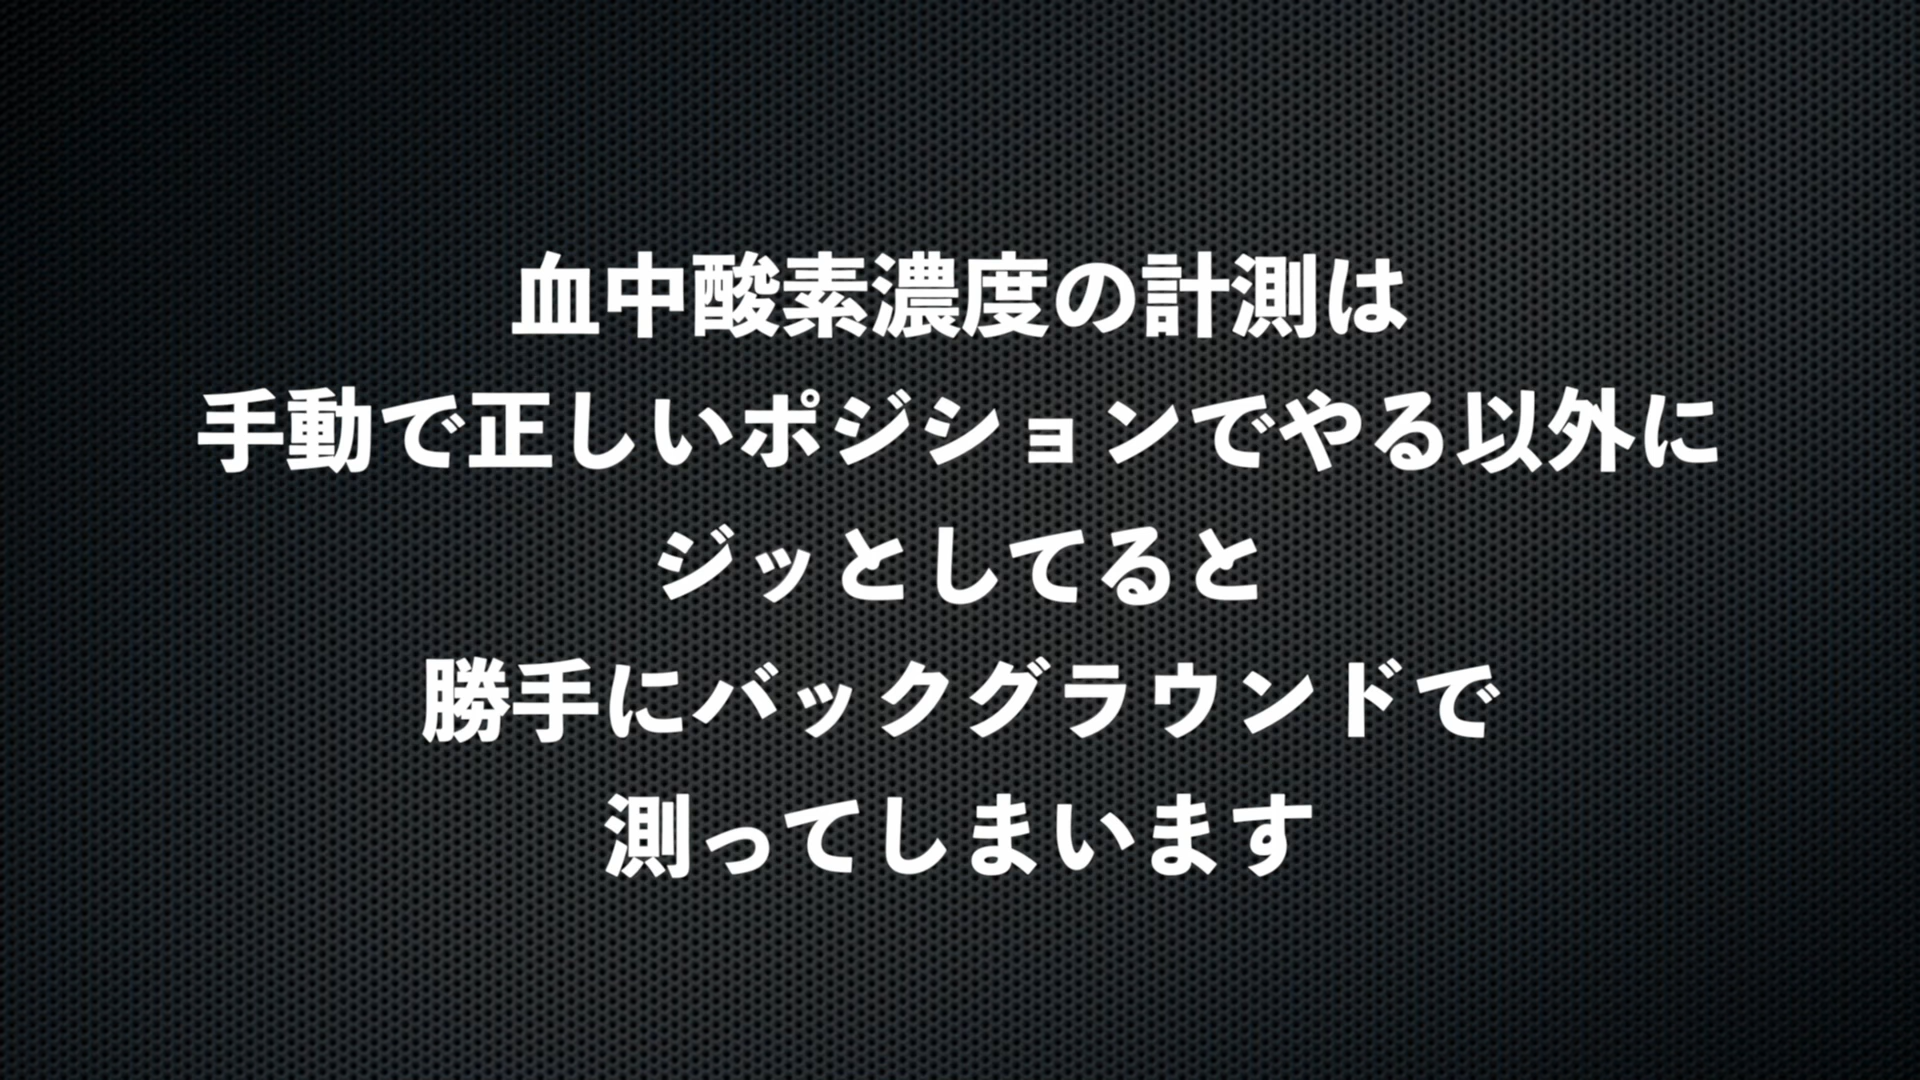 血中酸素濃度の計測は
手動で正しいポジションでやる以外に
ジッとしてると
勝手にバックグラウンドで
測ってしまいます